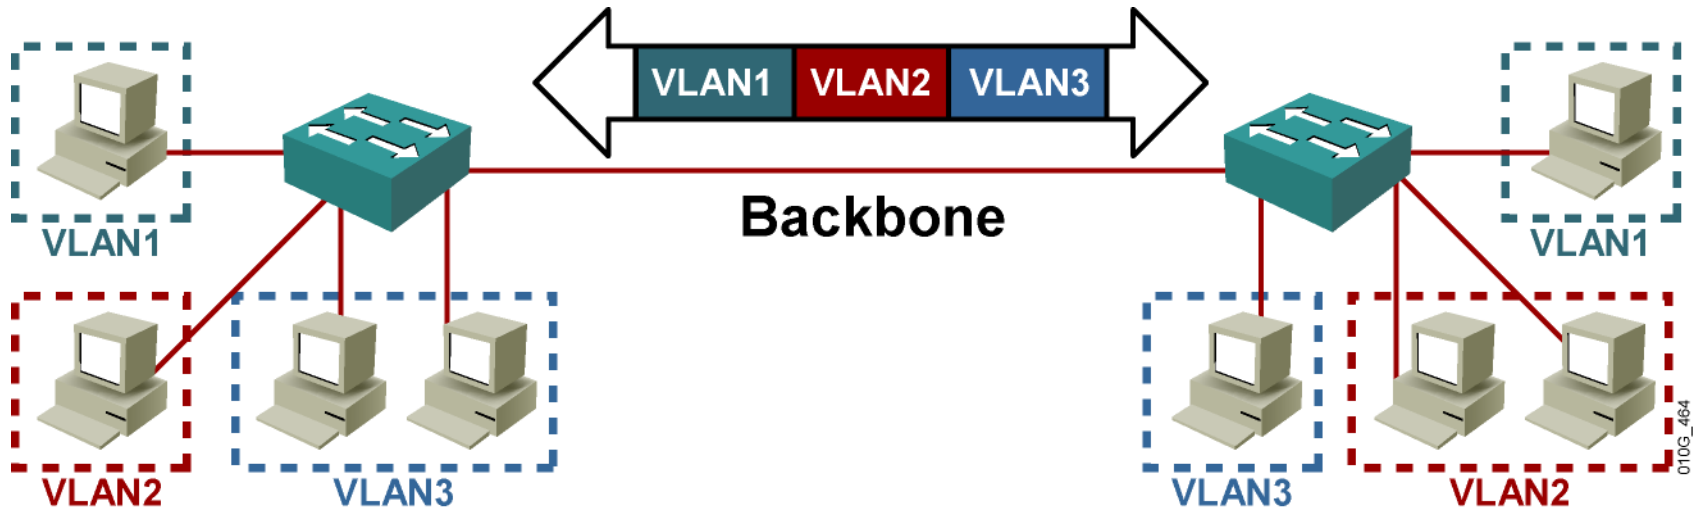 VLAN1 VLAN2 VLAN3
Backbone
VLAN1
VLAN1
VLAN2
VLAN3
VLAN3
VLAN2
010G_464